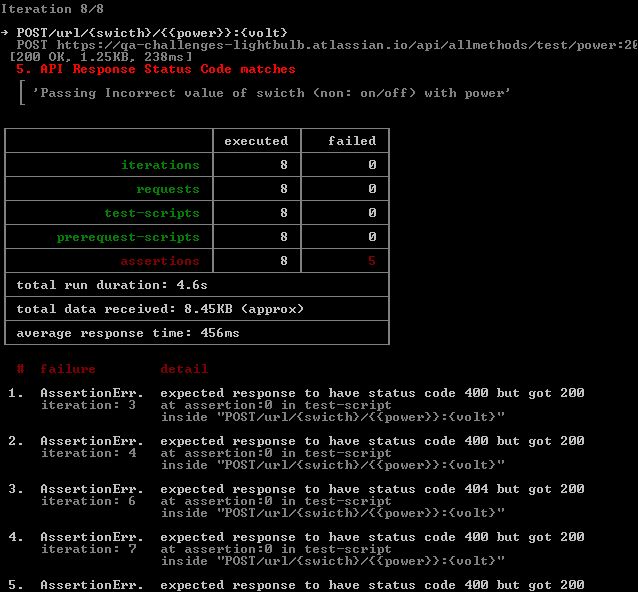 Iteration 8/8
→ POST/url/{swicth}/{{power}}:{volt}
POST https://qa-challenges-lightbulb.atlassian.io/api/allmethods/test/power:20
[200 OK, 1.25KB, 238ms]
5. API Response Status Code matches
'Passing Incorrect value of swicth (non: on/off) with power'
executed failed
iterations 8 0
requests 8 0
test-scripts 8 0
prerequest-scripts 8 0
assertions 8 5
total run duration: 4.6s
total data received: 8.45KB (approx)
average response time: 456ms
# failure detail
1. AssertionErr. expected response to have status code 400 but got 200
iteration: 3 at assertion:0 in test-script
inside "POST/url/{swicth}/{{power}}:{volt}"
2. AssertionErr. expected response to have status code 400 but got 200
iteration: 4 at assertion:0 in test-script
inside "POST/url/{swicth}/{{power}}:{volt}"
3. AssertionErr. expected response to have status code 404 but got 200
iteration: 6 at assertion:0 in test-script
inside "POST/url/{swicth}/{{power}}:{volt}"
4. AssertionErr. expected response to have status code 400 but got 200
iteration: 7 at assertion:0 in test-script
inside "POST/url/{swicth}/{{power}}:{volt}"
5. AssertionErr. expected response to have status code 400 but got 200